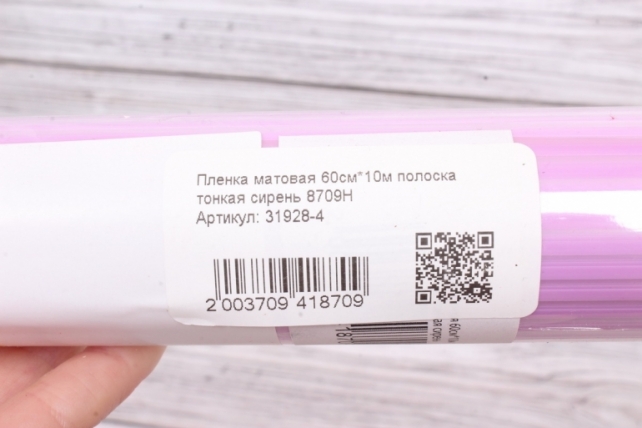 Пленка матовая 60см*10м полоска
тонкая сирень 8709Н
Артикул: 31928-4
2 003709 418709